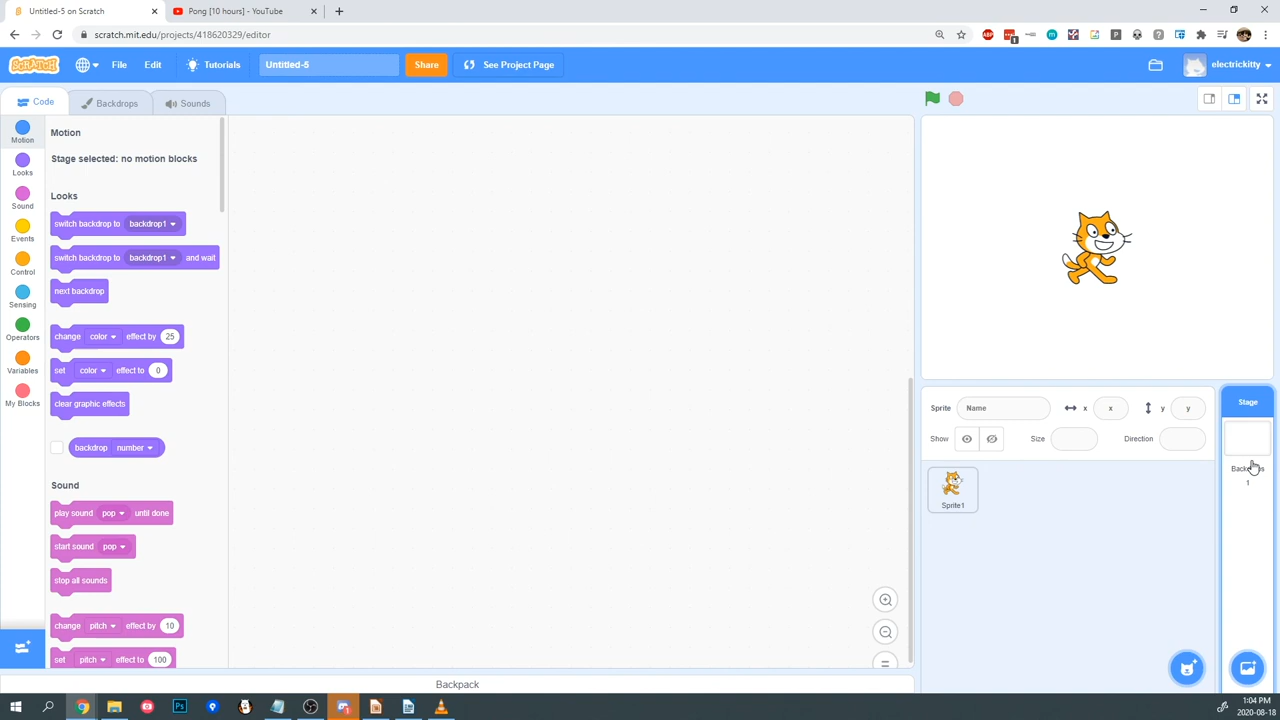 Untitled-5 on Scratch
Pong [10 hours] - YouTube
scratch.mit.edu/projects/418620329/editor
SCRATCH
File
Edit
Tutorials
Untitled-5
Share
See Project Page
electrickitty
Code
Backdrops
Sounds
Motion
Looks
Sound
Events
Control
Sensing
Operators
Variables
My Blocks
Motion
Stage selected: no motion blocks
Looks
switch backdrop to backdrop1
switch backdrop to backdrop1 and wait
next backdrop
change color effect by 25
set color effect to 0
clear graphic effects
backdrop number
Sound
play sound pop until done
start sound pop
stop all sounds
change pitch effect by 10
set pitch effect to 100
Sprite Name x x y y
Show Size Direction
Sprite1
Stage
1
Backpack
1:04 PM
2020-08-18